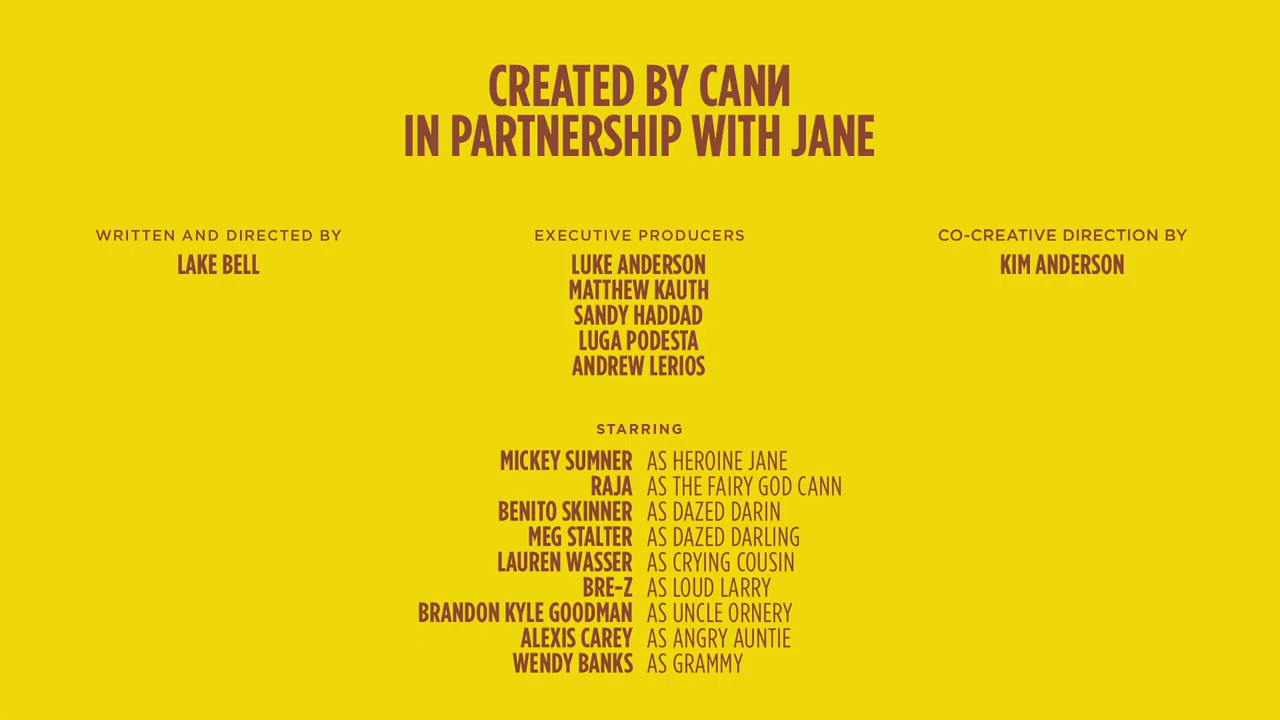 CREATED BY CANИ
IN PARTNERSHIP WITH JANE
WRITTEN AND DIRECTED BY
LAKE BELL
EXECUTIVE PRODUCERS
LUKE ANDERSON
MATTHEW KAUTH
SANDY HADDAD
LUGA PODESTA
ANDREW LERIOS
CO-CREATIVE DIRECTION BY
KIM ANDERSON
STARRING
MICKEY SUMNER AS HEROINE JANE
RAJA AS THE FAIRY GOD CANN
BENITO SKINNER AS DAZED DARIN
MEG STALTER AS DAZED DARLING
LAUREN WASSER AS CRYING COUSIN
BRE-Z AS LOUD LARRY
BRANDON KYLE GOODMAN AS UNCLE ORNERY
ALEXIS CAREY AS ANGRY AUNTIE
WENDY BANKS AS GRAMMY